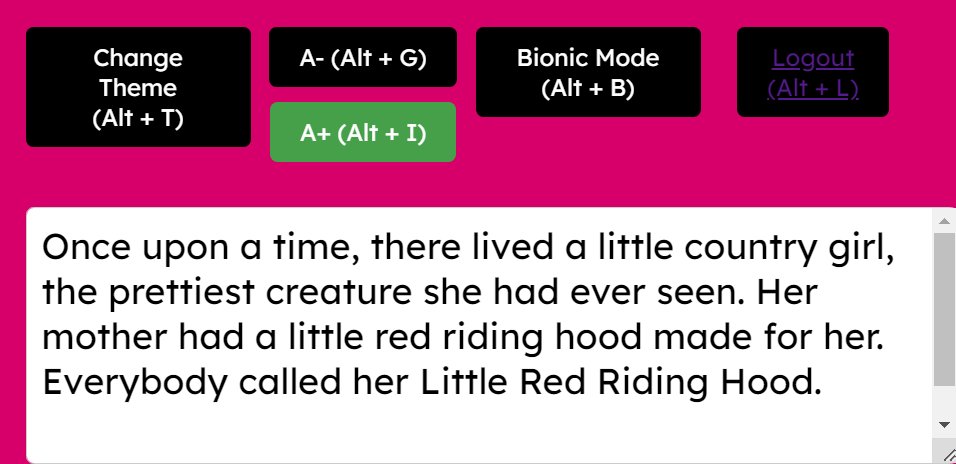 Change
Theme
(Alt + T)
A- (Alt + G)
A+ (Alt + I)
Bionic Mode
(Alt + B)
Logout
(Alt + L)
Once upon a time, there lived a little country girl,
the prettiest creature she had ever seen. Her
mother had a little red riding hood made for her.
Everybody called her Little Red Riding Hood.